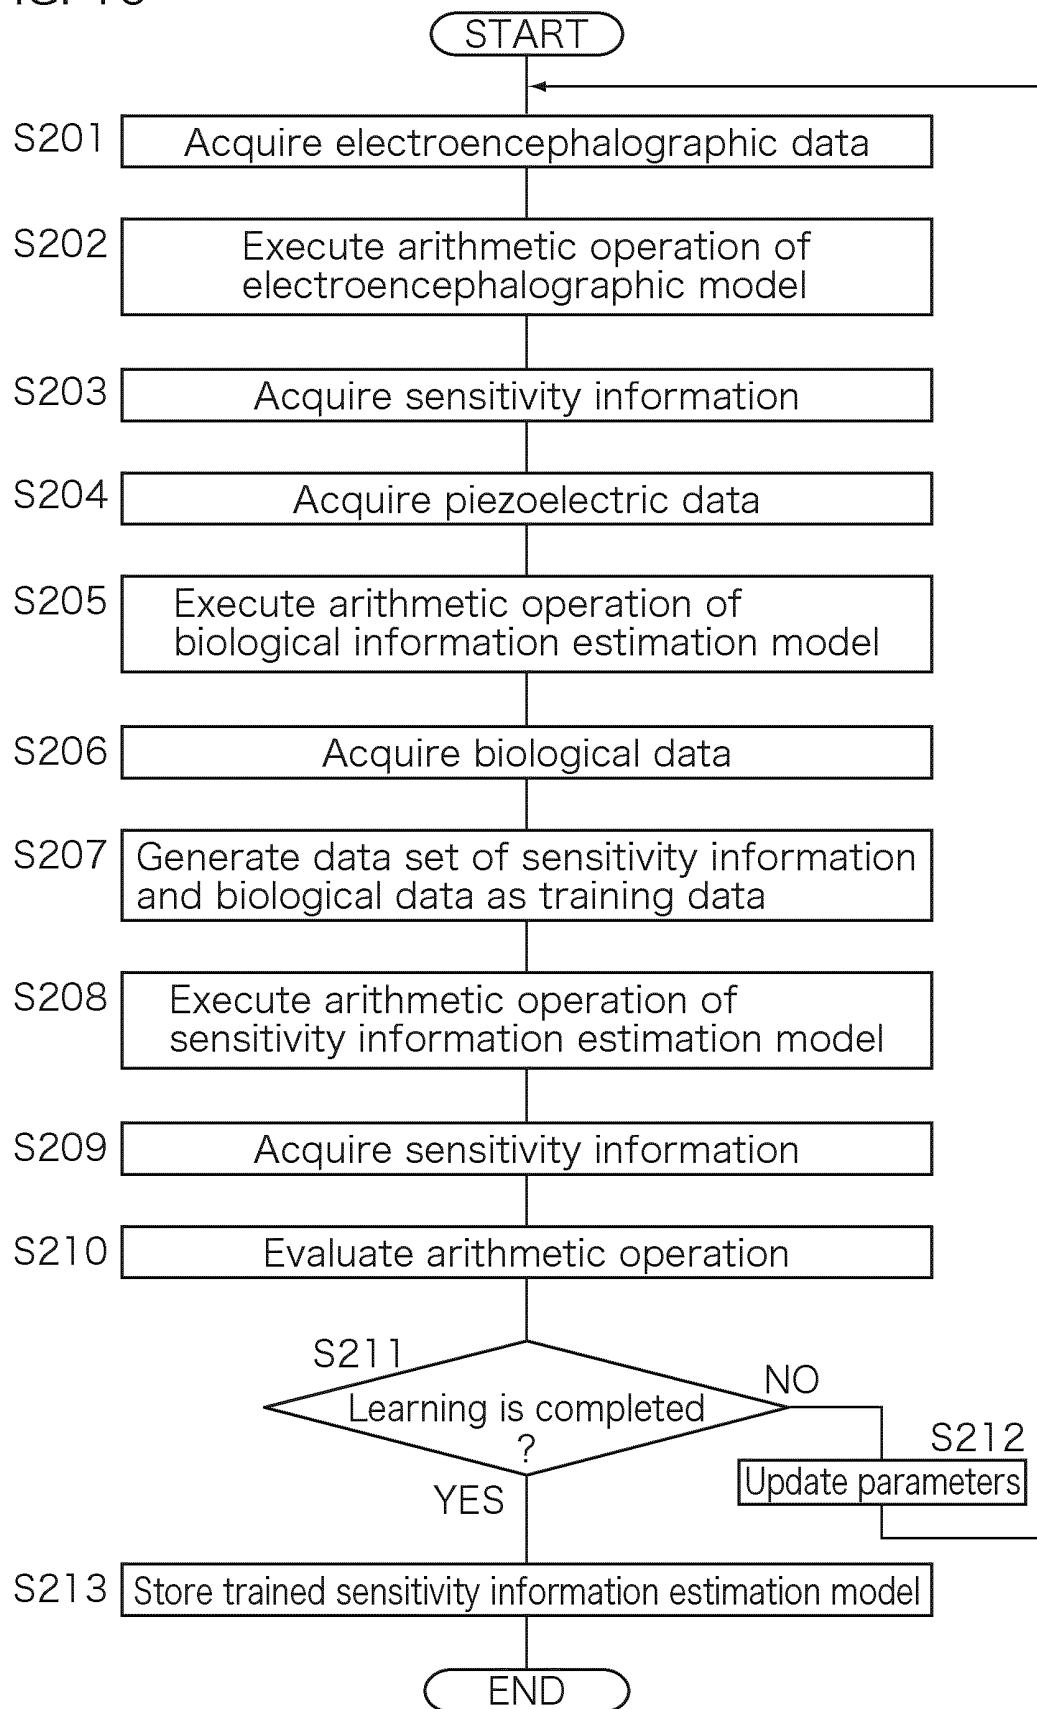 START
S201
Acquire electroencephalographic data
S202
Execute arithmetic operation of
electroencephalographic model
S203
Acquire sensitivity information
S204
Acquire piezoelectric data
S205
Execute arithmetic operation of
biological information estimation model
S206
Acquire biological data
S207
Generate data set of sensitivity information
and biological data as training data
S208
Execute arithmetic operation of
sensitivity information estimation model
S209
Acquire sensitivity information
S210
Evaluate arithmetic operation
S211
Learning is completed
?
NO
S212
Update parameters
YES
S213
Store trained sensitivity information estimation model
END